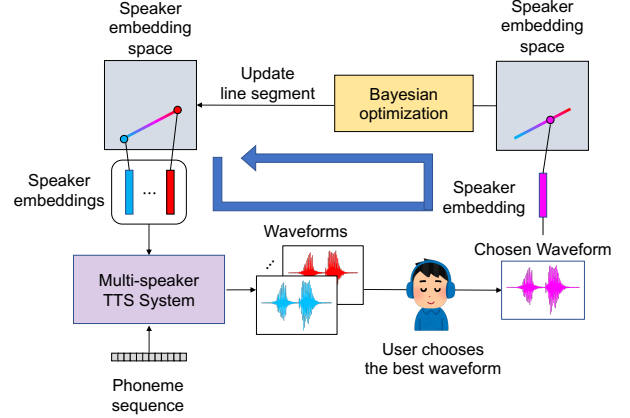 Speaker
embedding
space
Speaker
embedding
space
Update
line segment
Bayesian
optimization
Speaker
embeddings
...
Speaker
embedding
Waveforms
...
Chosen Waveform
Multi-speaker
TTS System
User chooses
the best waveform
Phoneme
sequence